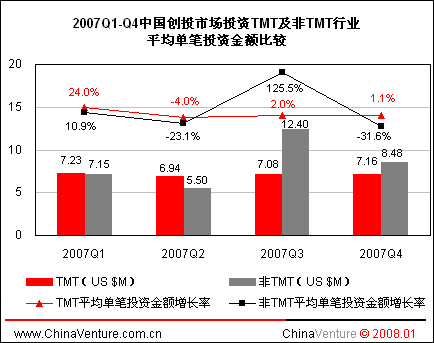 2007Q1-Q4中国创投市场投资TMT及非TMT行业
平均单笔投资金额比较
20
15
10
5
0
24.0%
-4.0%
2.0%
1.1%
10.9%
-23.1%
125.5%
-31.6%
7.23
7.15
6.94
5.50
7.08
12.40
7.16
8.48
2007Q1
2007Q2
2007Q3
2007Q4
TMT（US $M）
非TMT（US $M）
TMT平均单笔投资金额增长率
非TMT平均单笔投资金额增长率
www.ChinaVenture.com.cn
ChinaVenture © 2008.01